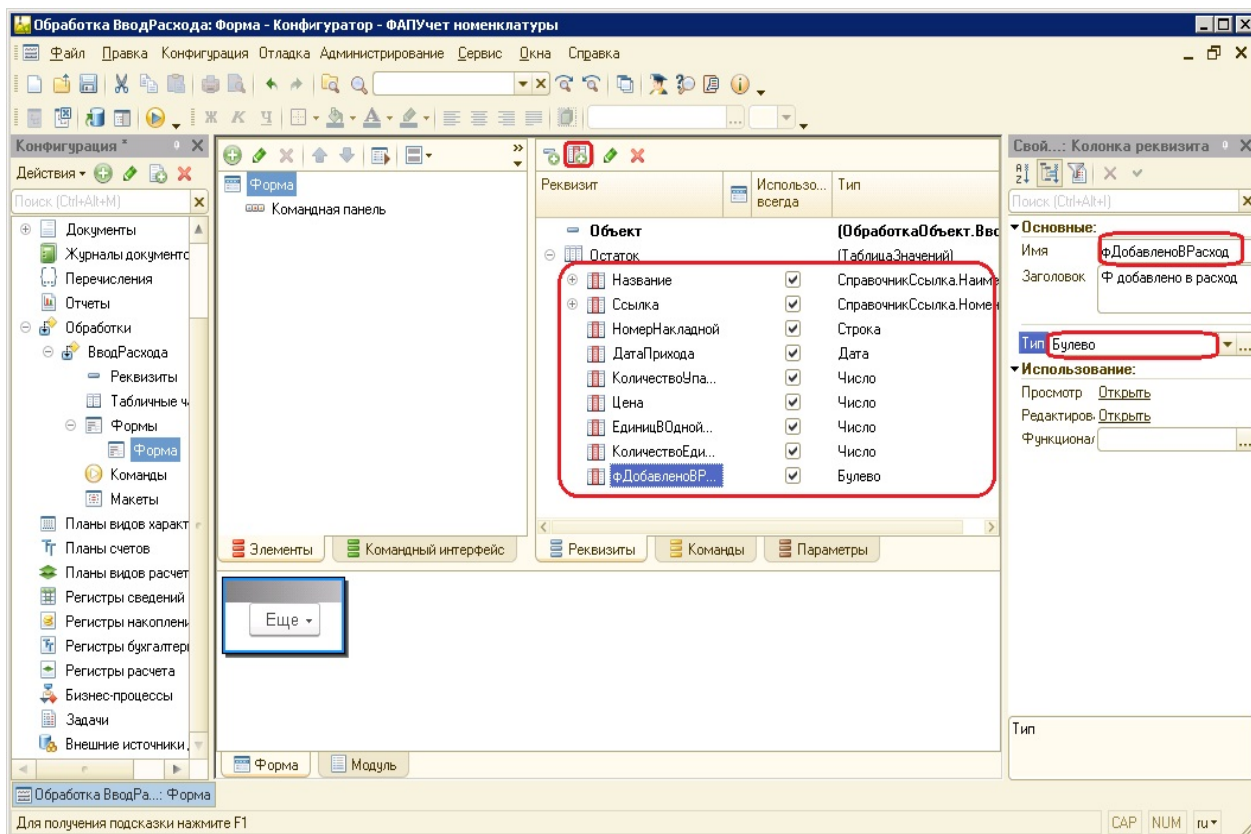 Обработка ВводРасхода: Форма - Конфигуратор - ФАПУчет номенклатуры
Файл Правка Конфигурация Отладка Администрирование Сервис Окна Справка
Ж К Ч
Конфигурация *
Действия
Поиск (Ctrl+Alt+M)
Документы
Журналы документо
Перечисления
Отчеты
Обработки
ВводРасхода
Реквизиты
Табличные ч
Формы
Форма
Команды
Макеты
Планы видов характ
Планы счетов
Планы видов расчет
Регистры сведений
Регистры накоплени
Регистры бухгалтери
Регистры расчета
Бизнес-процессы
Задачи
Внешние источники
Форма
Командная панель
Элементы Командный интерфейс
Реквизит Использо... всегда Тип
Объект (ОбработкаОбъект.Ввс
Остаток (ТаблицаЗначений)
Название СправочникСсылка.Наиме
Ссылка СправочникСсылка.Номен
НомерНакладной Строка
ДатаПрихода Дата
КоличествоУпа... Число
Цена Число
ЕдиницВОдной... Число
КоличествоЕди... Число
фДобавленоВР... Булево
Реквизиты Команды Параметры
Еще
Форма Модуль
Свой...: Колонка реквизита
Поиск (Ctrl+Alt+I)
Основные:
Имя фДобавленоВРасход
Заголовок Ф добавлено в расход
Тип Булево
Использование:
Просмотр Открыть
Редактиров Открыть
Функционал
Тип
Обработка ВводРа...: Форма
Для получения подсказки нажмите F1
CAP NUM ru